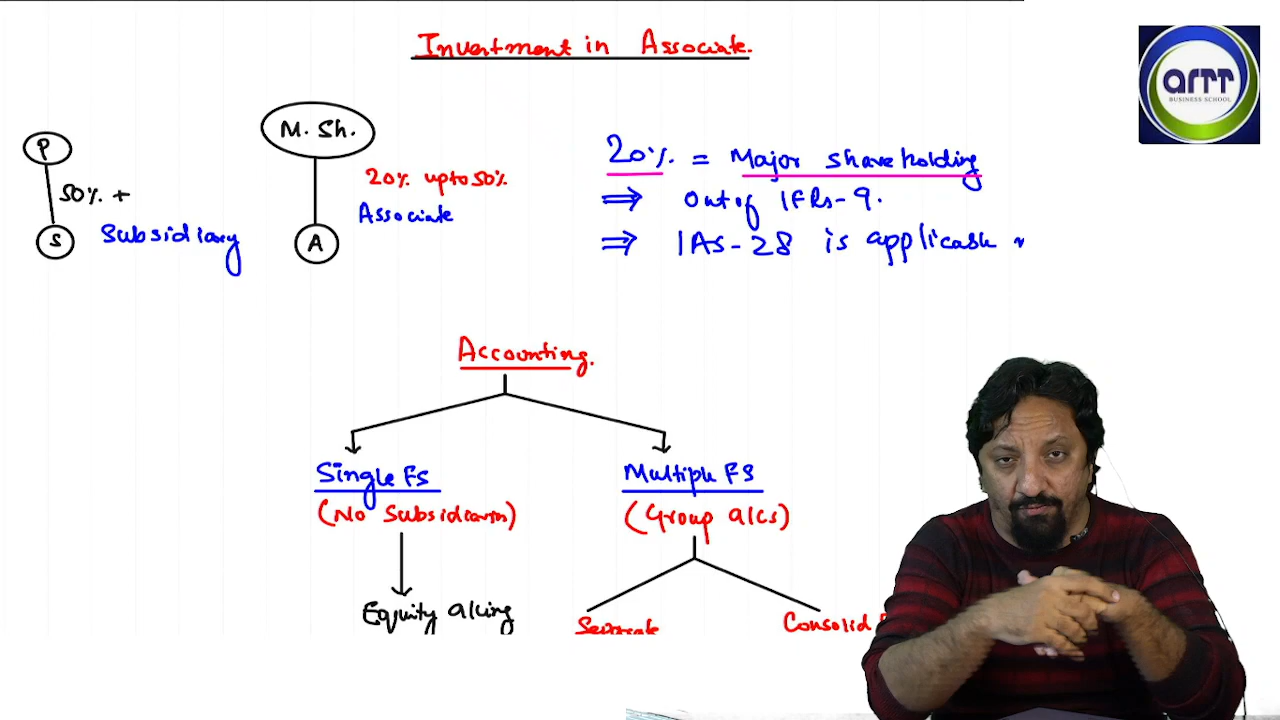 Investment in Associate.
ARTT
BUSINESS SCHOOL
P
50% +
S
Subsidiary
M. Sh.
20% upto 50%
Associate
A
20% = Major shareholding
⇒ Out of IFRS-9.
⇒ IAS-28 is applicable
Accounting.
Single FS
(No Subsidiaries)
Equity a/cing
Multiple FS
(Group a/cs)
Separate
Consolid